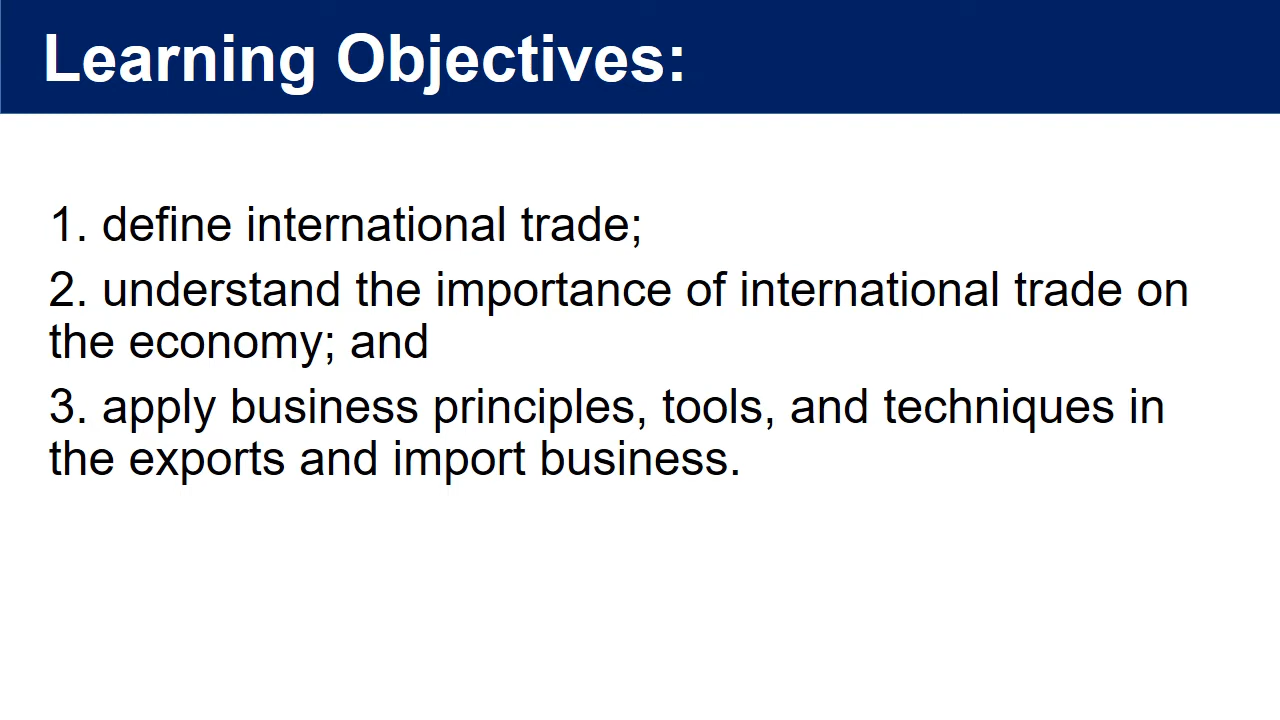 Learning Objectives:
1. define international trade;
2. understand the importance of international trade on
the economy; and
3. apply business principles, tools, and techniques in
the exports and import business.